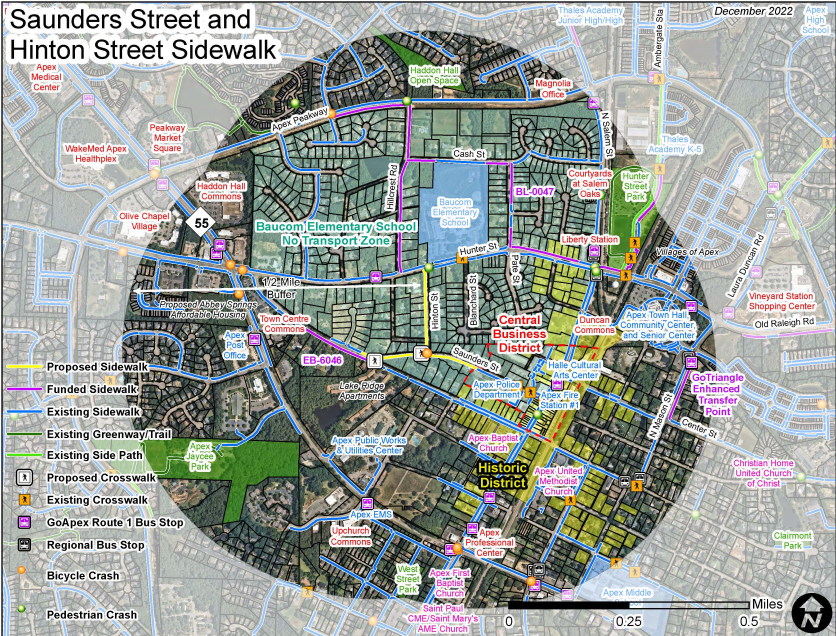 Saunders Street and
Hinton Street Sidewalk
December 2022
Thales Academy
Junior High/High
Apex
High
School
Ambergate Sta
Apex
Medical
Center
Haddon Hall
Open Space
Magnolia
Office
Apex Peakway
N Salem St
Peakway
Market
Square
WakeMed Apex
Healthplex
Thales
Academy K-5
Cash St
Hillcrest Rd
Haddon Hall
Commons
Baucom
Elementary
School
BL-0047
Courtyards
at Salem
Oaks
Hunter
Street
Park
Olive Chapel
Village
55
Baucom Elementary School
No Transport Zone
Liberty Station
Hunter St
Pate St
Villages of Apex
Laura Duncan Rd
1/2-Mile
Buffer
Proposed Abbey Springs
Affordable Housing
Hinton St
Blanchard St
Vineyard Station
Shopping Center
Old Raleigh Rd
Town Centre
Commons
Central
Business
District
Duncan
Commons
Apex Town Hall,
Community Center,
and Senior Center
Apex
Post
Office
EB-6046
Saunders St
Halle Cultural
Arts Center
Lake Ridge
Apartments
Apex Police
Department
Apex Fire
Station #1
GoTriangle
Enhanced
Transfer
Point
N Mason St
Center St
Proposed Sidewalk
Funded Sidewalk
Existing Sidewalk
Existing Greenway/Trail
Existing Side Path
Proposed Crosswalk
Existing Crosswalk
GoApex Route 1 Bus Stop
Regional Bus Stop
Bicycle Crash
Pedestrian Crash
Apex
Jaycee
Park
Apex Public Works
& Utilities Center
Apex Baptist
Church
Historic
District
Apex United
Methodist
Church
Christian Home
United Church
of Christ
Apex EMS
Upchurch
Commons
Apex
Professional
Center
Clairmont
Park
West
Street
Park
Apex First
Baptist
Church
Apex Middle
Saint Paul
CME/Saint Mary's
AME Church
Miles
0
0.25
0.5
N